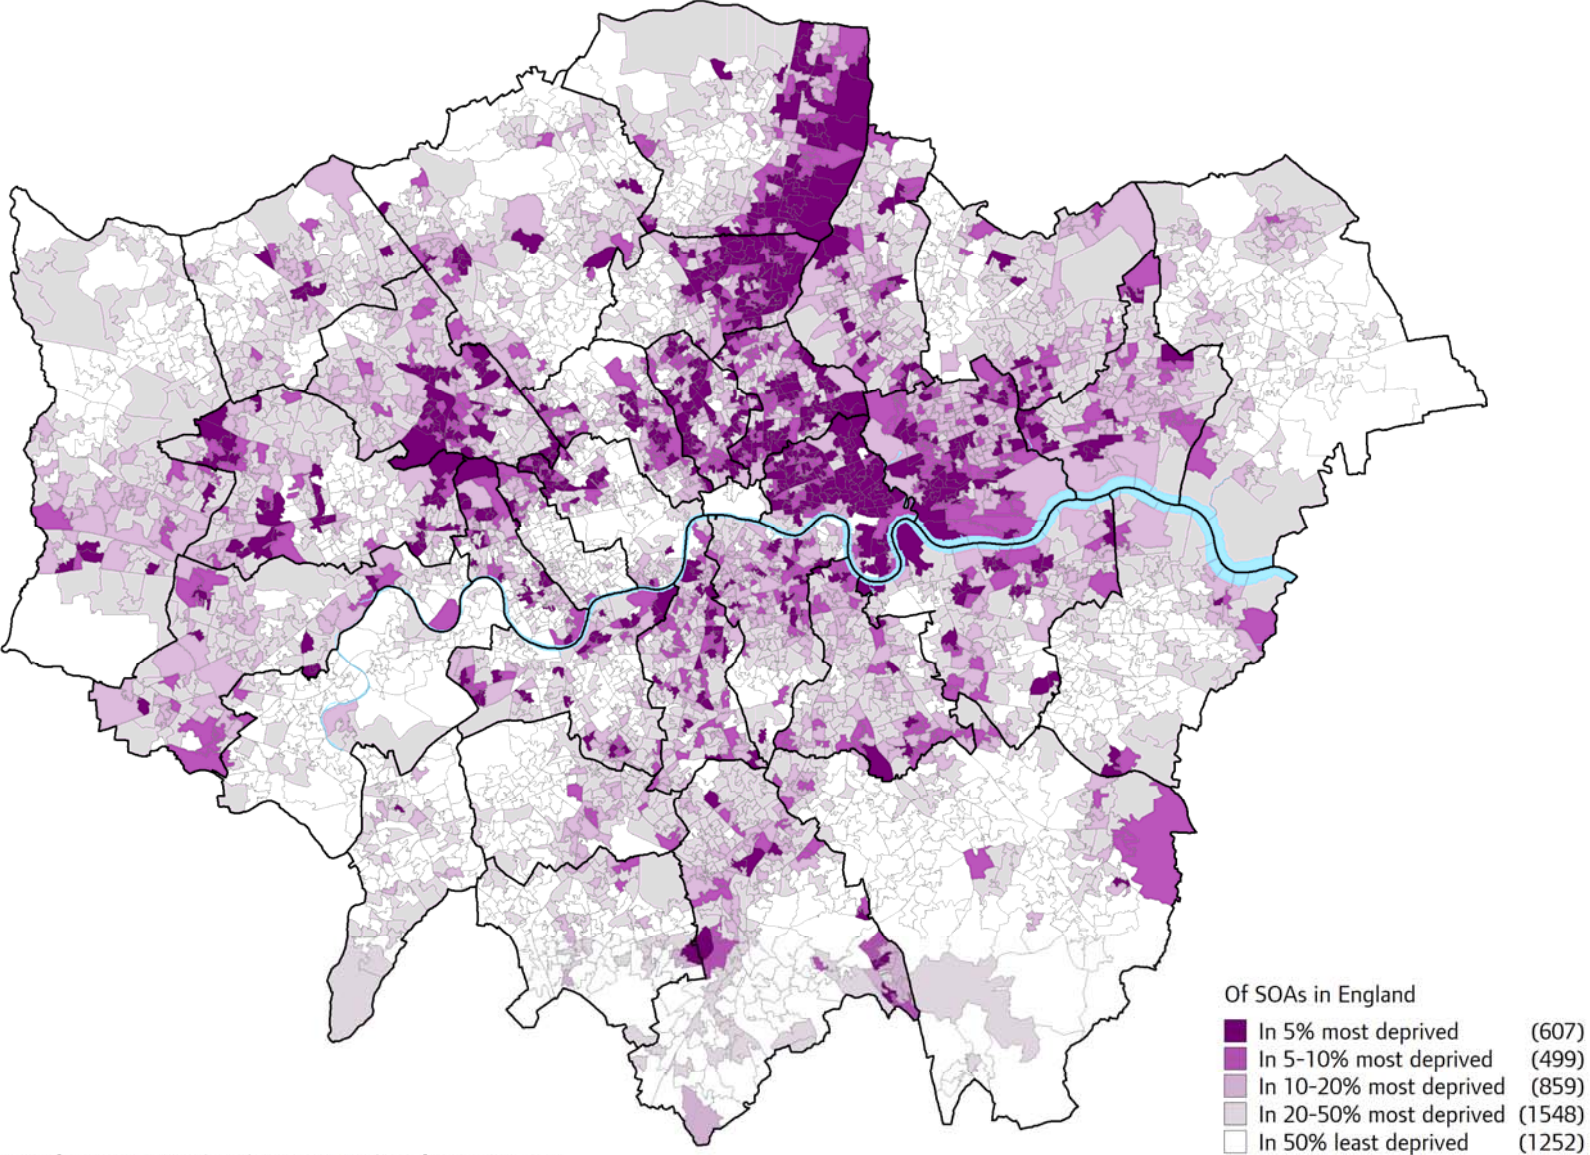 Of SOAs in England
In 5% most deprived (607)
In 5-10% most deprived (499)
In 10-20% most deprived (859)
In 20-50% most deprived (1548)
In 50% least deprived (1252)